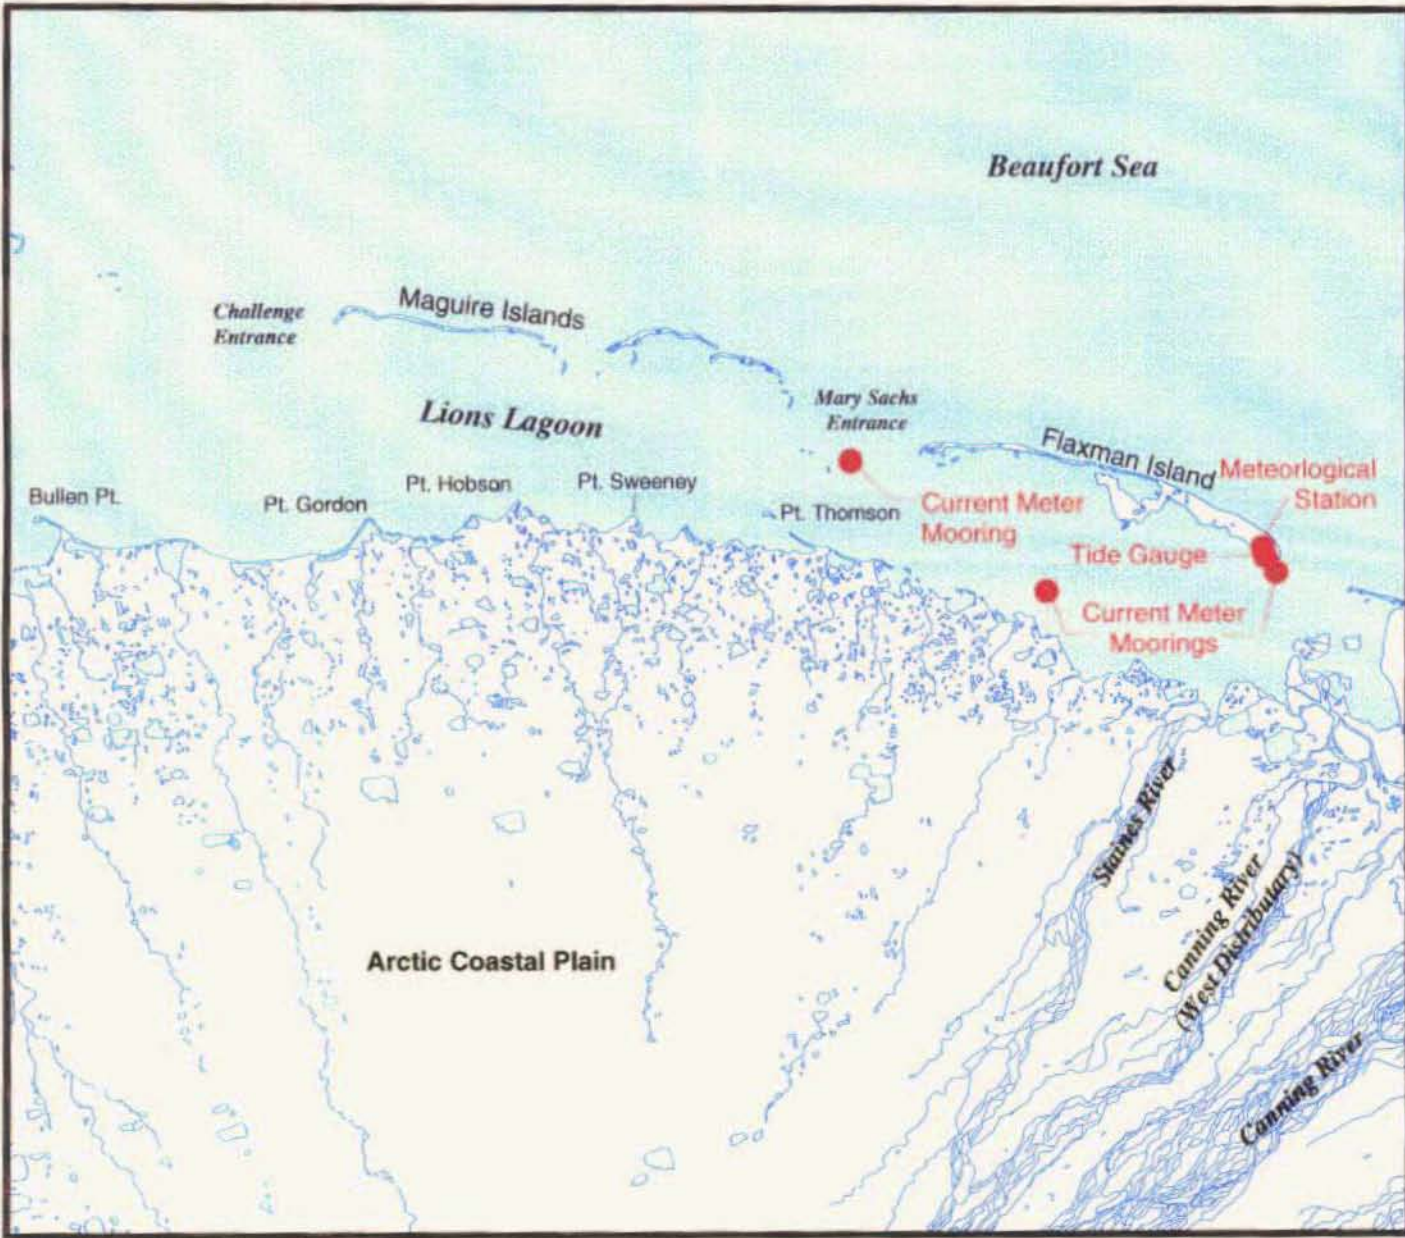 Beaufort Sea
Challenge
Entrance
Maguire Islands
Lions Lagoon
Mary Sachs
Entrance
Flaxman Island
Meteorlogical
Station
Bullen Pt.
Pt. Gordon
Pt. Hobson
Pt. Sweeney
Pt. Thomson
Current Meter
Mooring
Tide Gauge
Current Meter
Moorings
Staines River
Canning River
(West Distributary)
Arctic Coastal Plain
Canning River